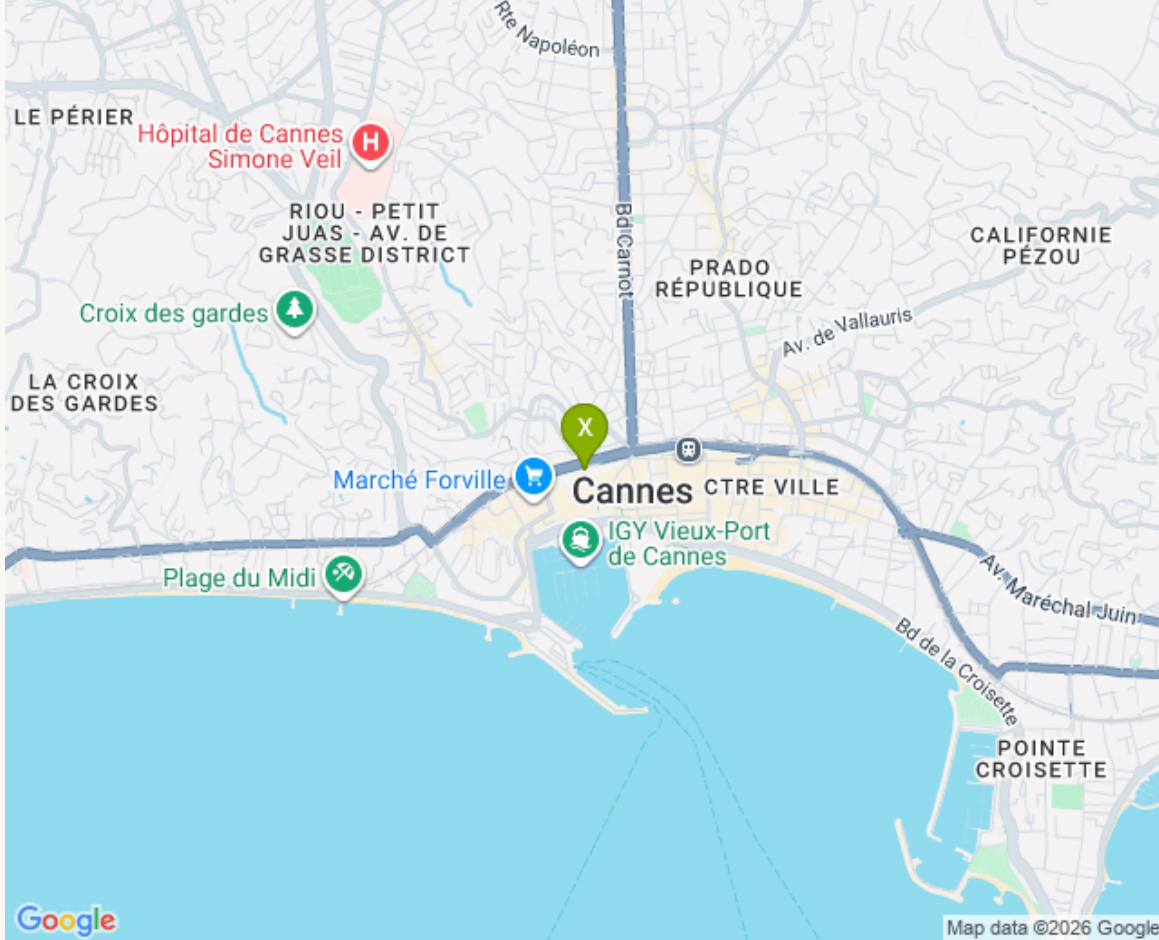 Rte Napoléon
LE PÉRIER
Hôpital de Cannes
Simone Veil
H
RIOU - PETIT
JUAS - AV. DE
GRASSE DISTRICT
Bd Carnot
CALIFORNIE
PÉZOU
PRADO
RÉPUBLIQUE
Croix des gardes
Av. de Vallauris
LA CROIX
DES GARDES
X
Marché Forville
Cannes
CTRE VILLE
IGY Vieux-Port
de Cannes
Plage du Midi
Av. Maréchal Juin
Bd de la Croisette
POINTE
CROISETTE
Google
Map data ©2026 Google